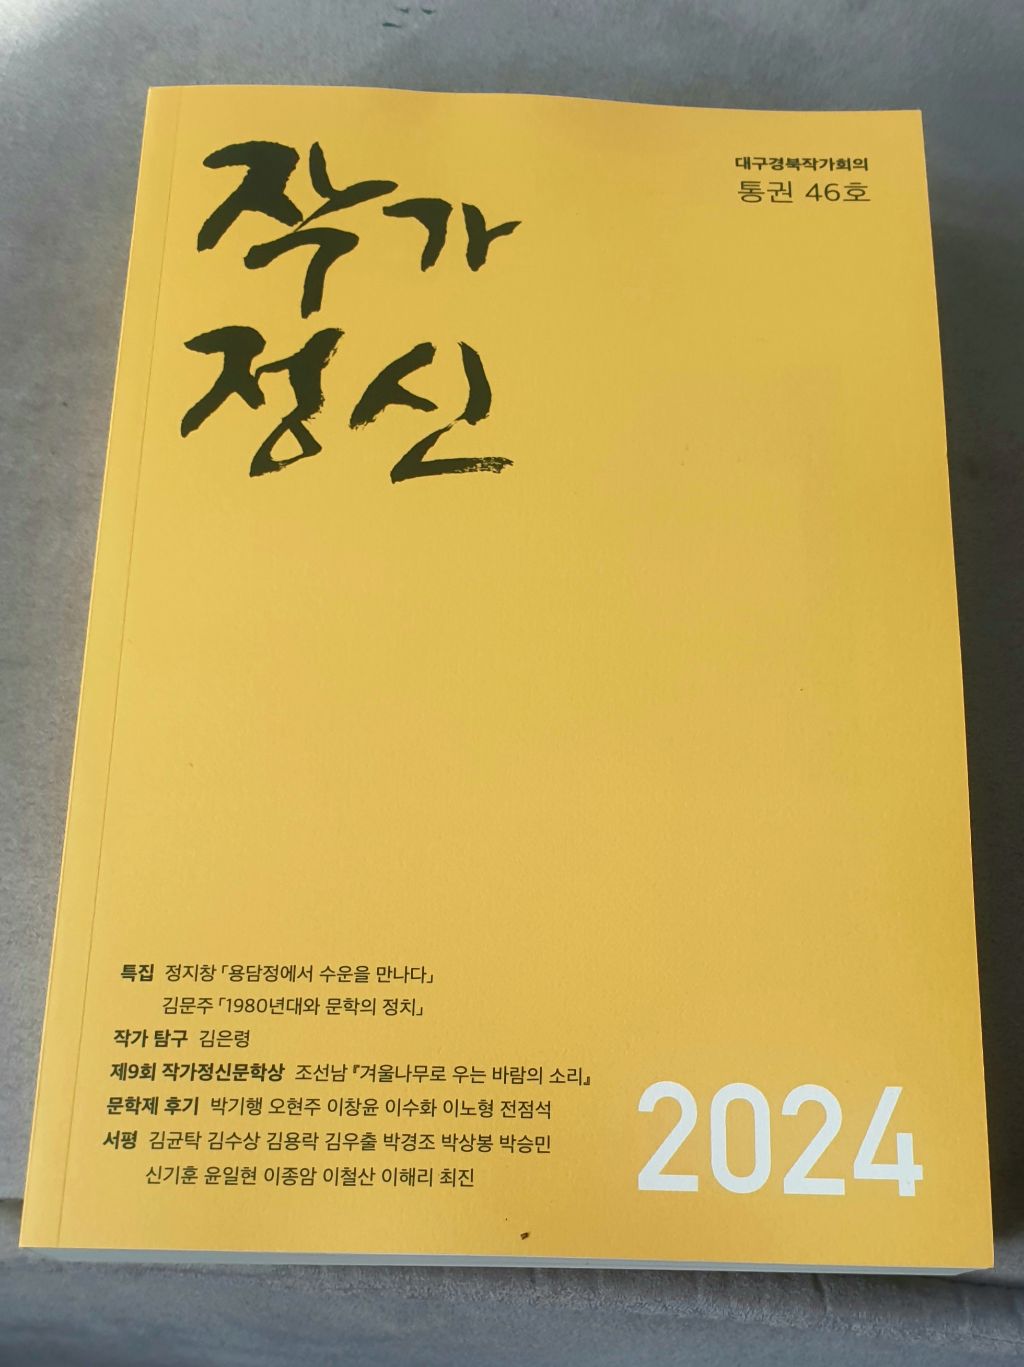 작가
정신
대구경북작가회의
통권 46호
특집 정지창 「용담정에서 수운을 만나다」
김문주 「1980년대와 문학의 정치」
작가 탐구 김은령
제9회 작가정신문학상 조선남 『겨울나무로 우는 바람의 소리』
문학제 후기 박기행 오현주 이창윤 이수화 이노형 전점석
서평 김균탁 김수상 김용락 김우출 박경조 박상봉 박승민
신기훈 윤일현 이종암 이철산 이해리 최진
2024